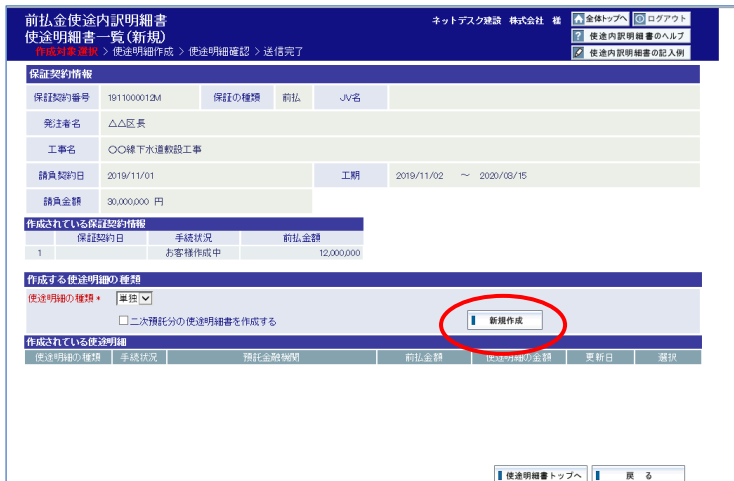 前払金使途内訳明細書 ネットデスク建設 株式会社 様 全体トップへ ログアウト
使途明細書一覧(新規) ? 使途内訳明細書のヘルプ
作成対象選択 > 使途明細作成 > 使途明細確認 > 送信完了 使途内訳明細書の記入例
保証契約情報
保証契約番号 1911000012M 保証の種類 前払 JV名
発注者名 △△区長
工事名 〇〇線下水道敷設工事
請負契約日 2019/11/01 工期 2019/11/02 ～ 2020/03/15
請負金額 30,000,000 円
作成されている保証契約情報
保証契約日 手続状況 前払金額
1 お客様作成中 12,000,000
作成する使途明細の種類
使途明細の種類* 単独
二次預託分の使途明細書を作成する 新規作成
作成されている使途明細
使途明細の種類 手続状況 預託金融機関 前払金額 使途明細の金額 更新日 選択
使途明細書トップへ 戻る